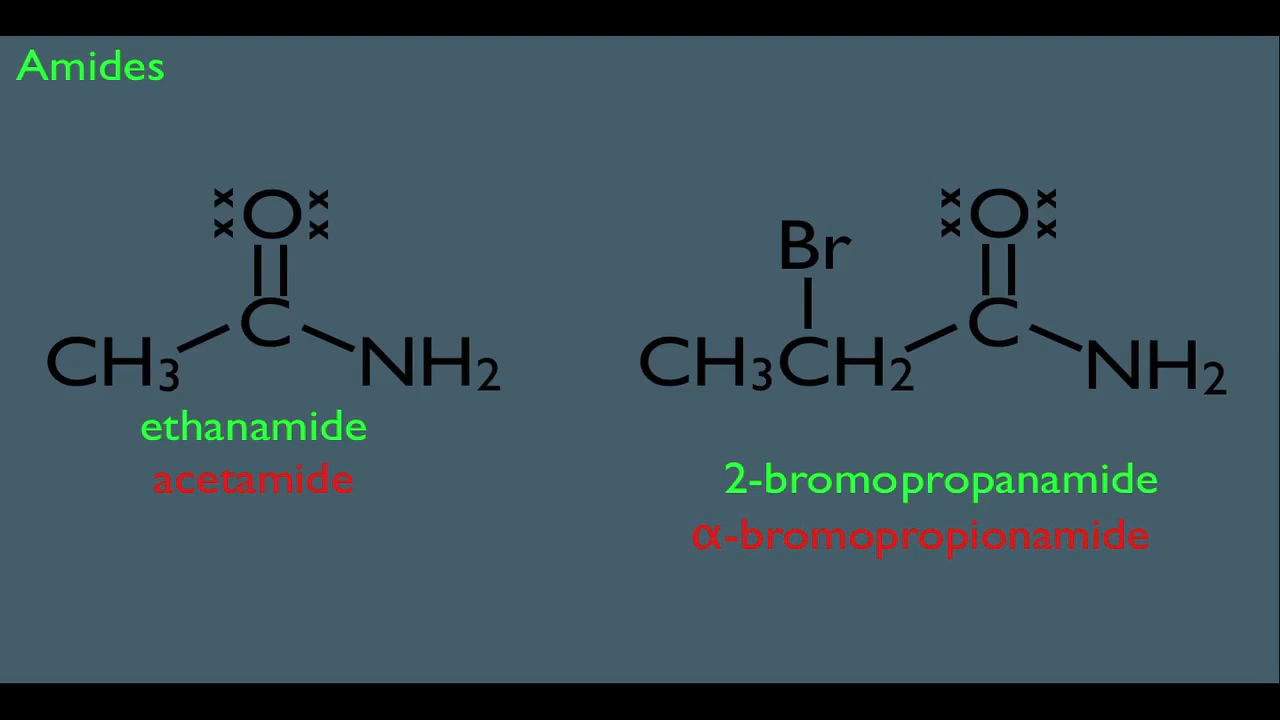 Amides
O
Br
O
C
C
CH₃
NH₂
CH₃CH₂
NH₂
ethanamide
acetamide
2-bromopropanamide
α-bromopropionamide